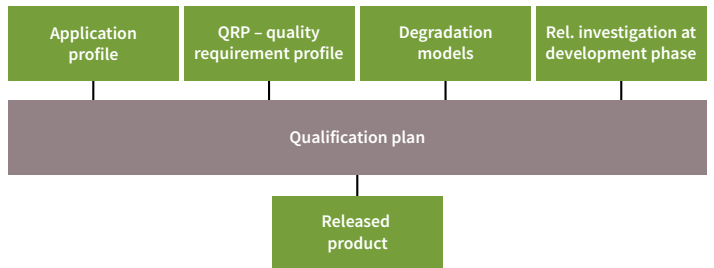 Application
profile
QRP – quality
requirement profile
Degradation
models
Rel. investigation at
development phase
Qualification plan
Released
product